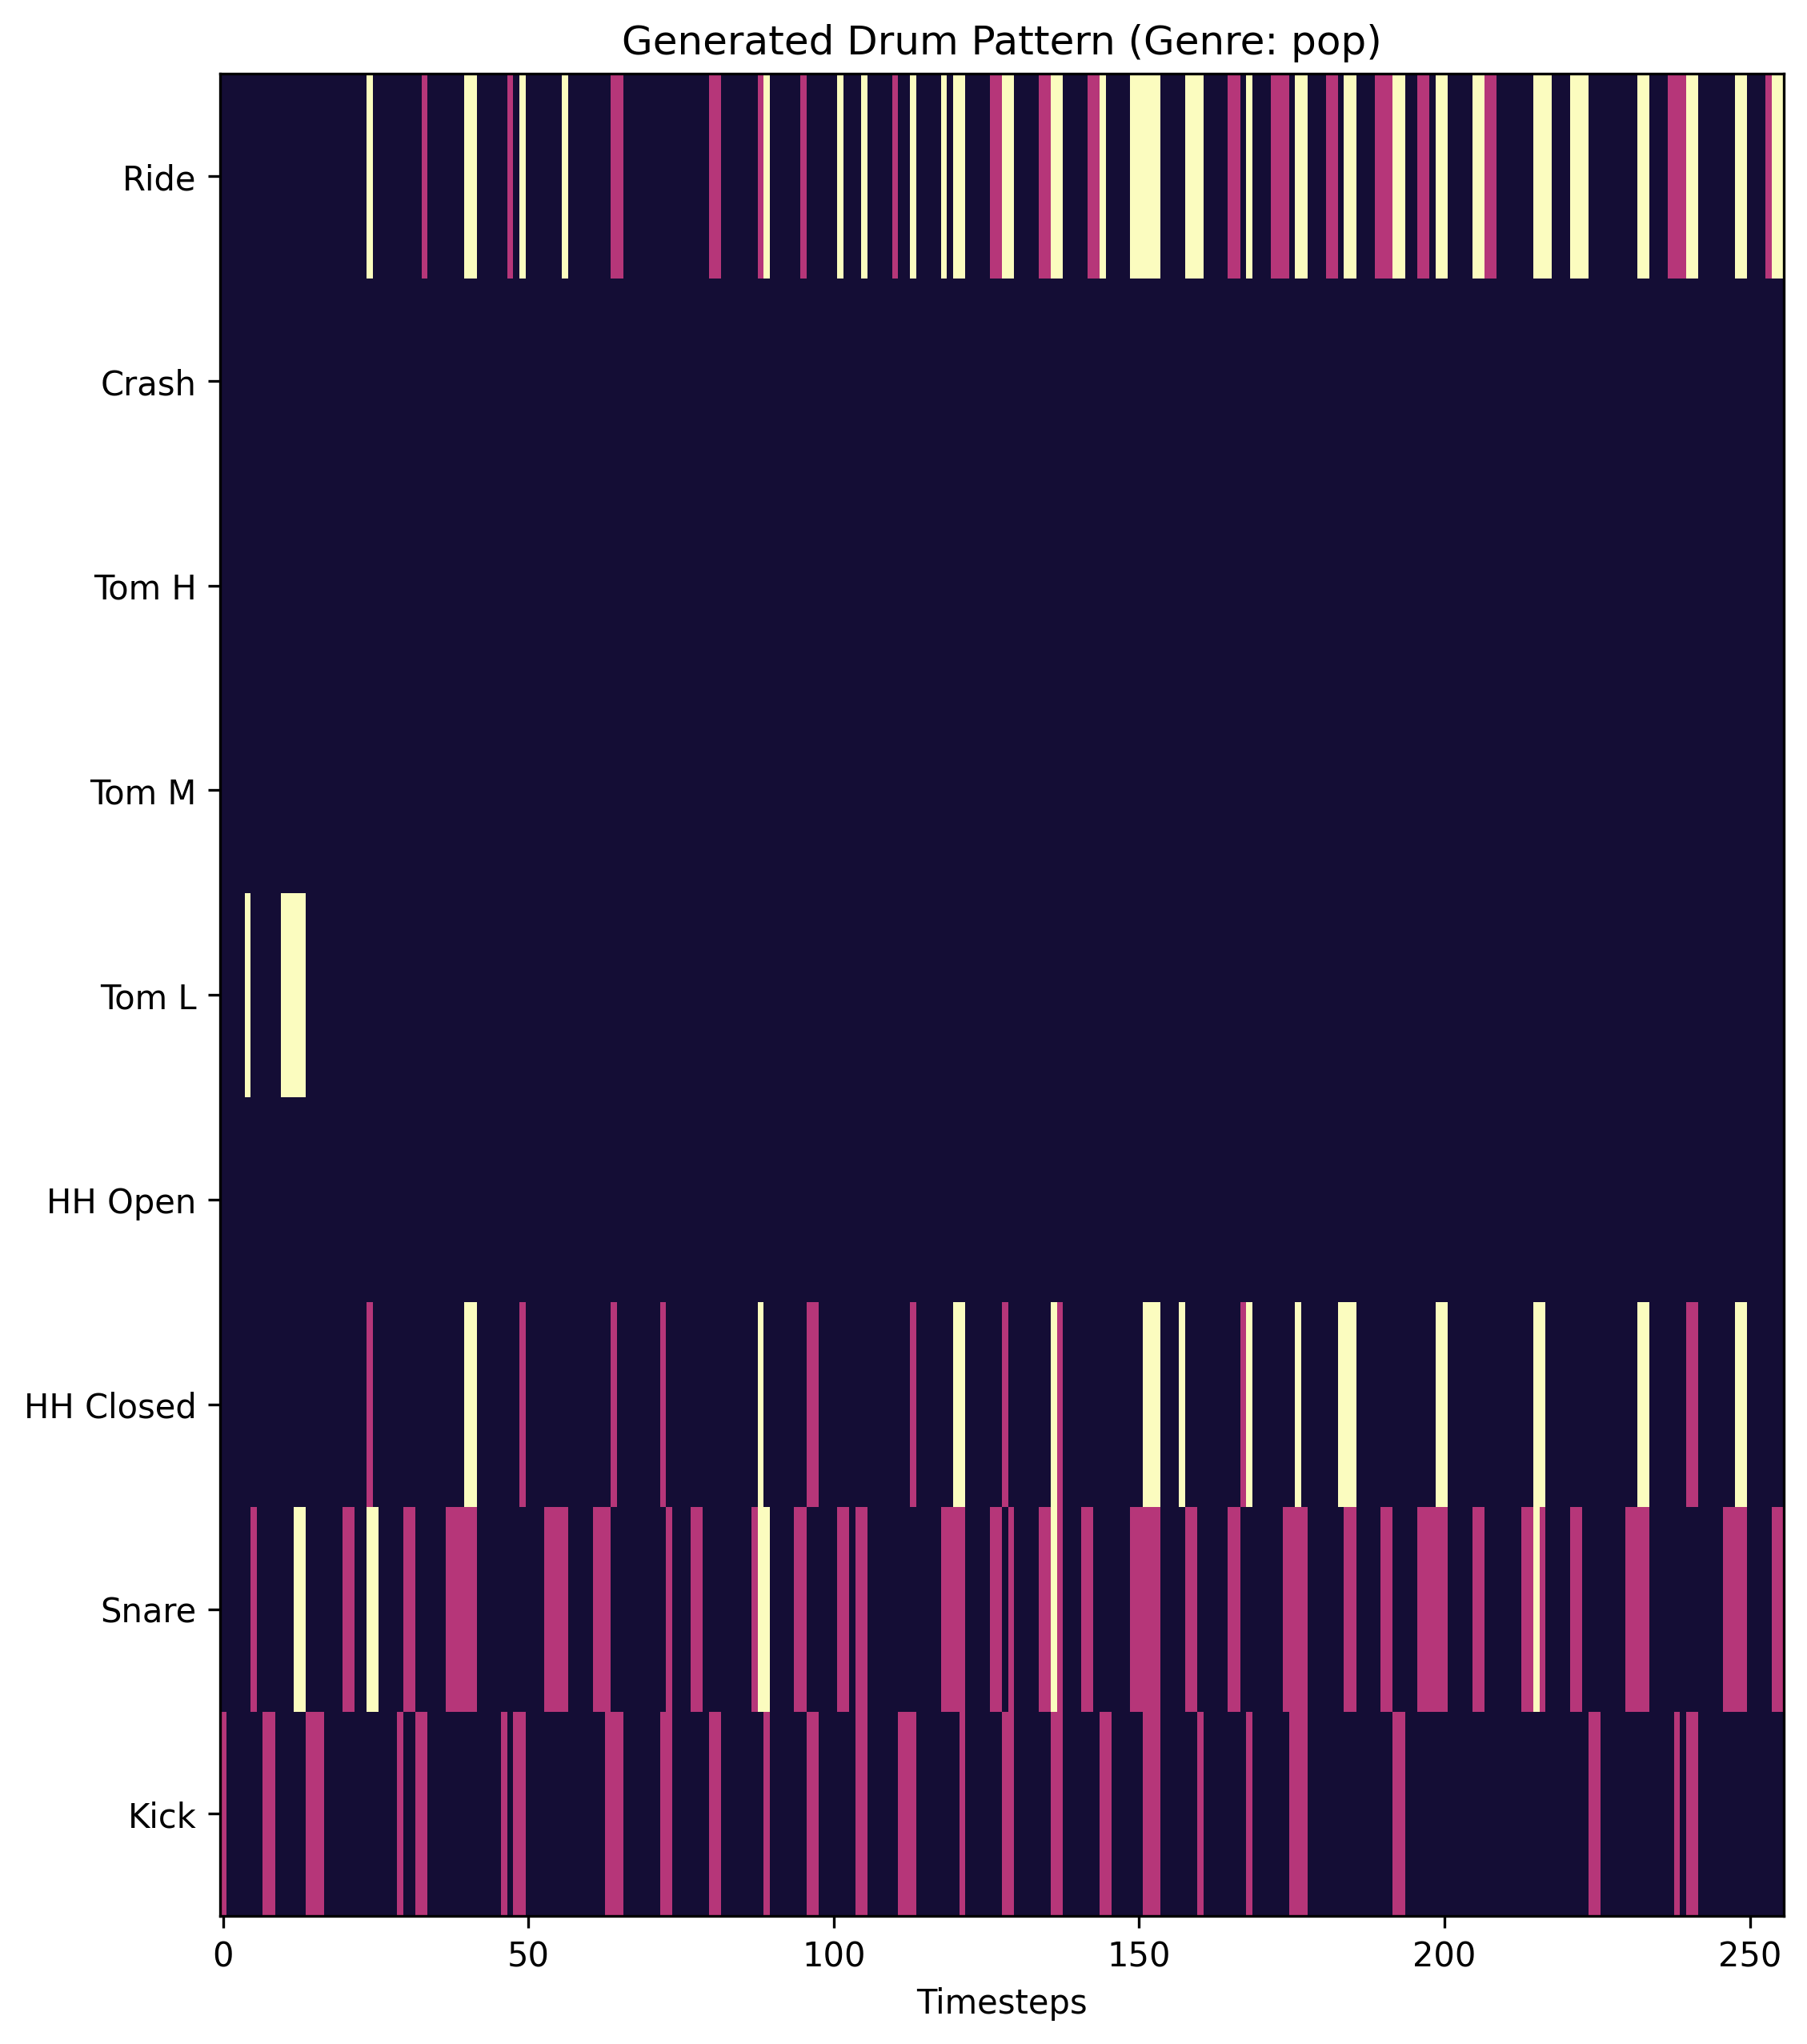 Generated Drum Pattern (Genre: pop)
Ride
Crash
Tom H
Tom M
Tom L
HH Open
HH Closed
Snare
Kick
0 50 100 150 200 250
Timesteps